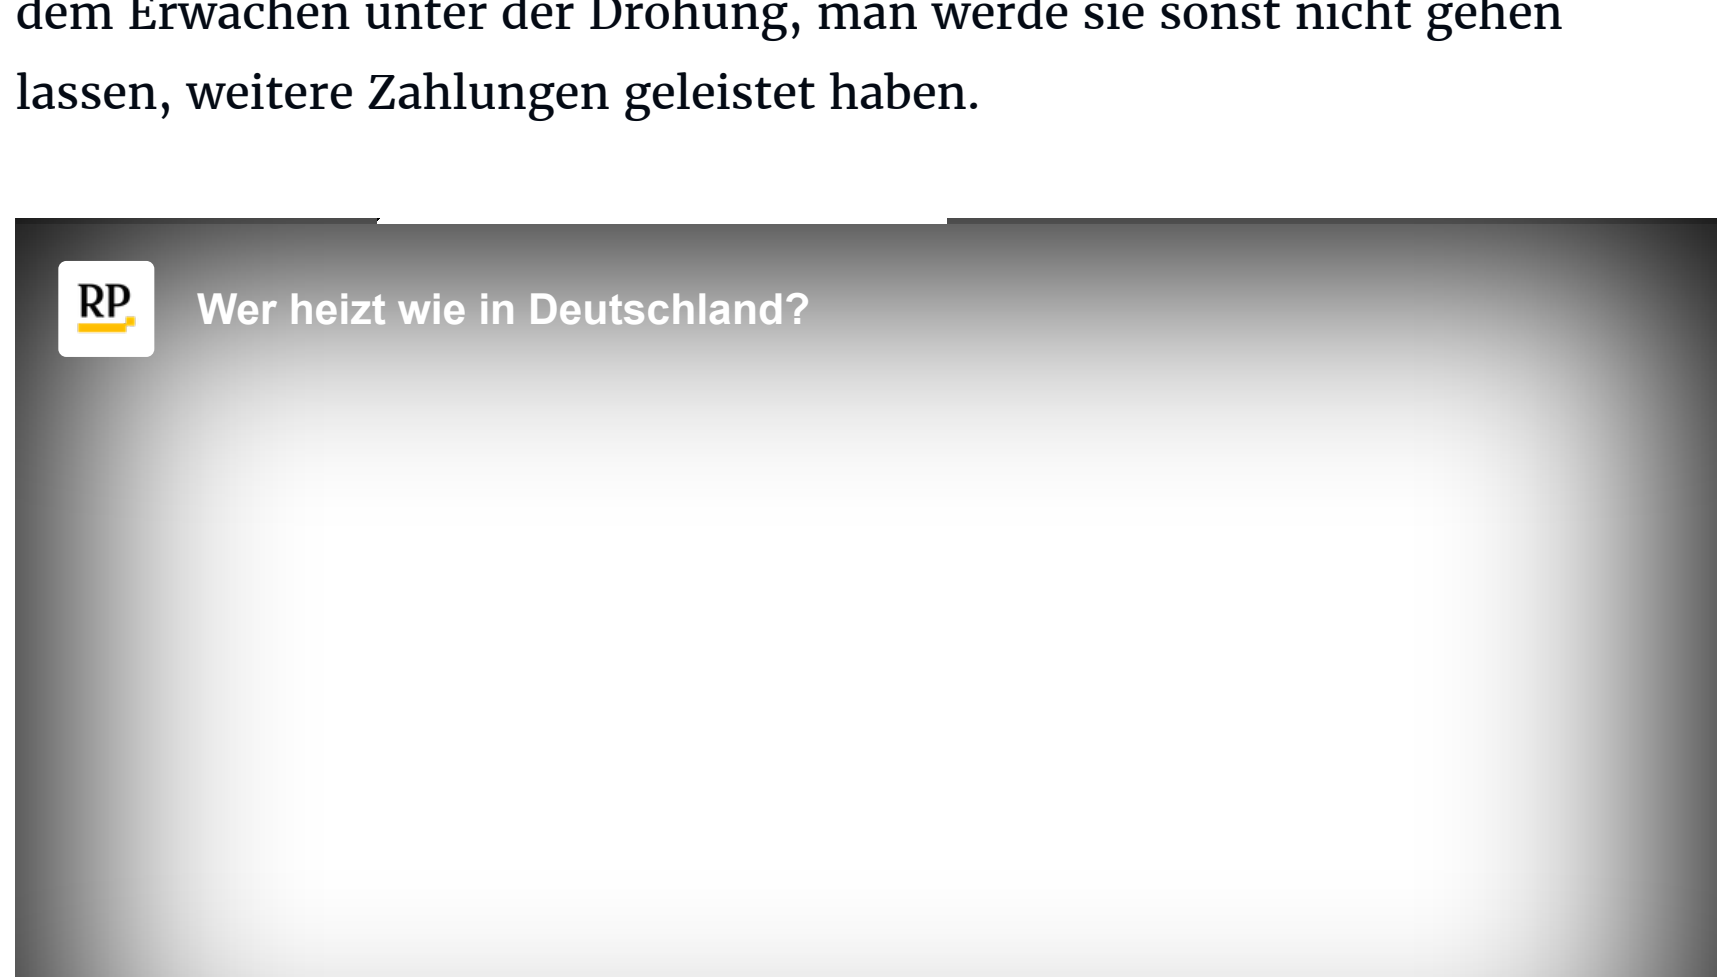 dem Erwachen unter der Drohung, man werde sie sonst nicht gehen
lassen, weitere Zahlungen geleistet haben.
RP
Wer heizt wie in Deutschland?